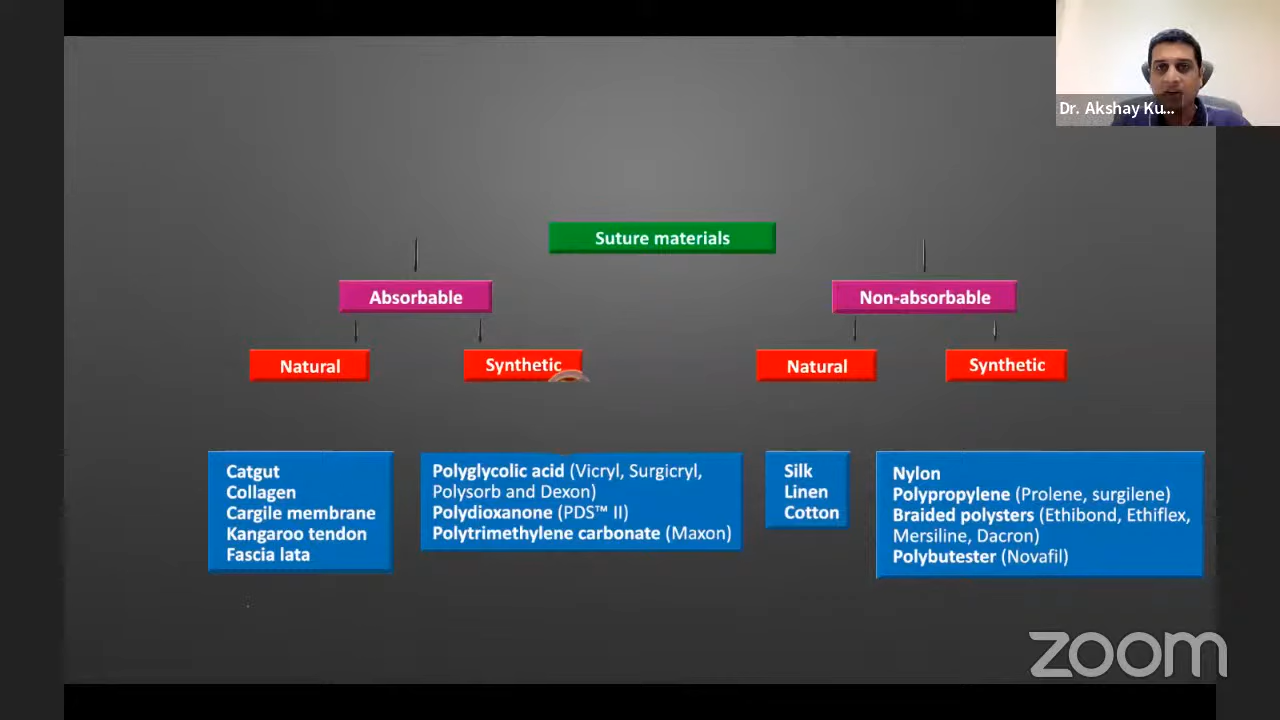 Dr. Akshay Ku...
Suture materials
Absorbable
Non-absorbable
Natural
Synthetic
Natural
Synthetic
Catgut
Collagen
Cargile membrane
Kangaroo tendon
Fascia lata
Polyglycolic acid (Vicryl, Surgicryl,
Polysorb and Dexon)
Polydioxanone (PDS™ II)
Polytrimethylene carbonate (Maxon)
Silk
Linen
Cotton
Nylon
Polypropylene (Prolene, surgilene)
Braided polysters (Ethibond, Ethiflex,
Mersiline, Dacron)
Polybutester (Novafil)
zoom